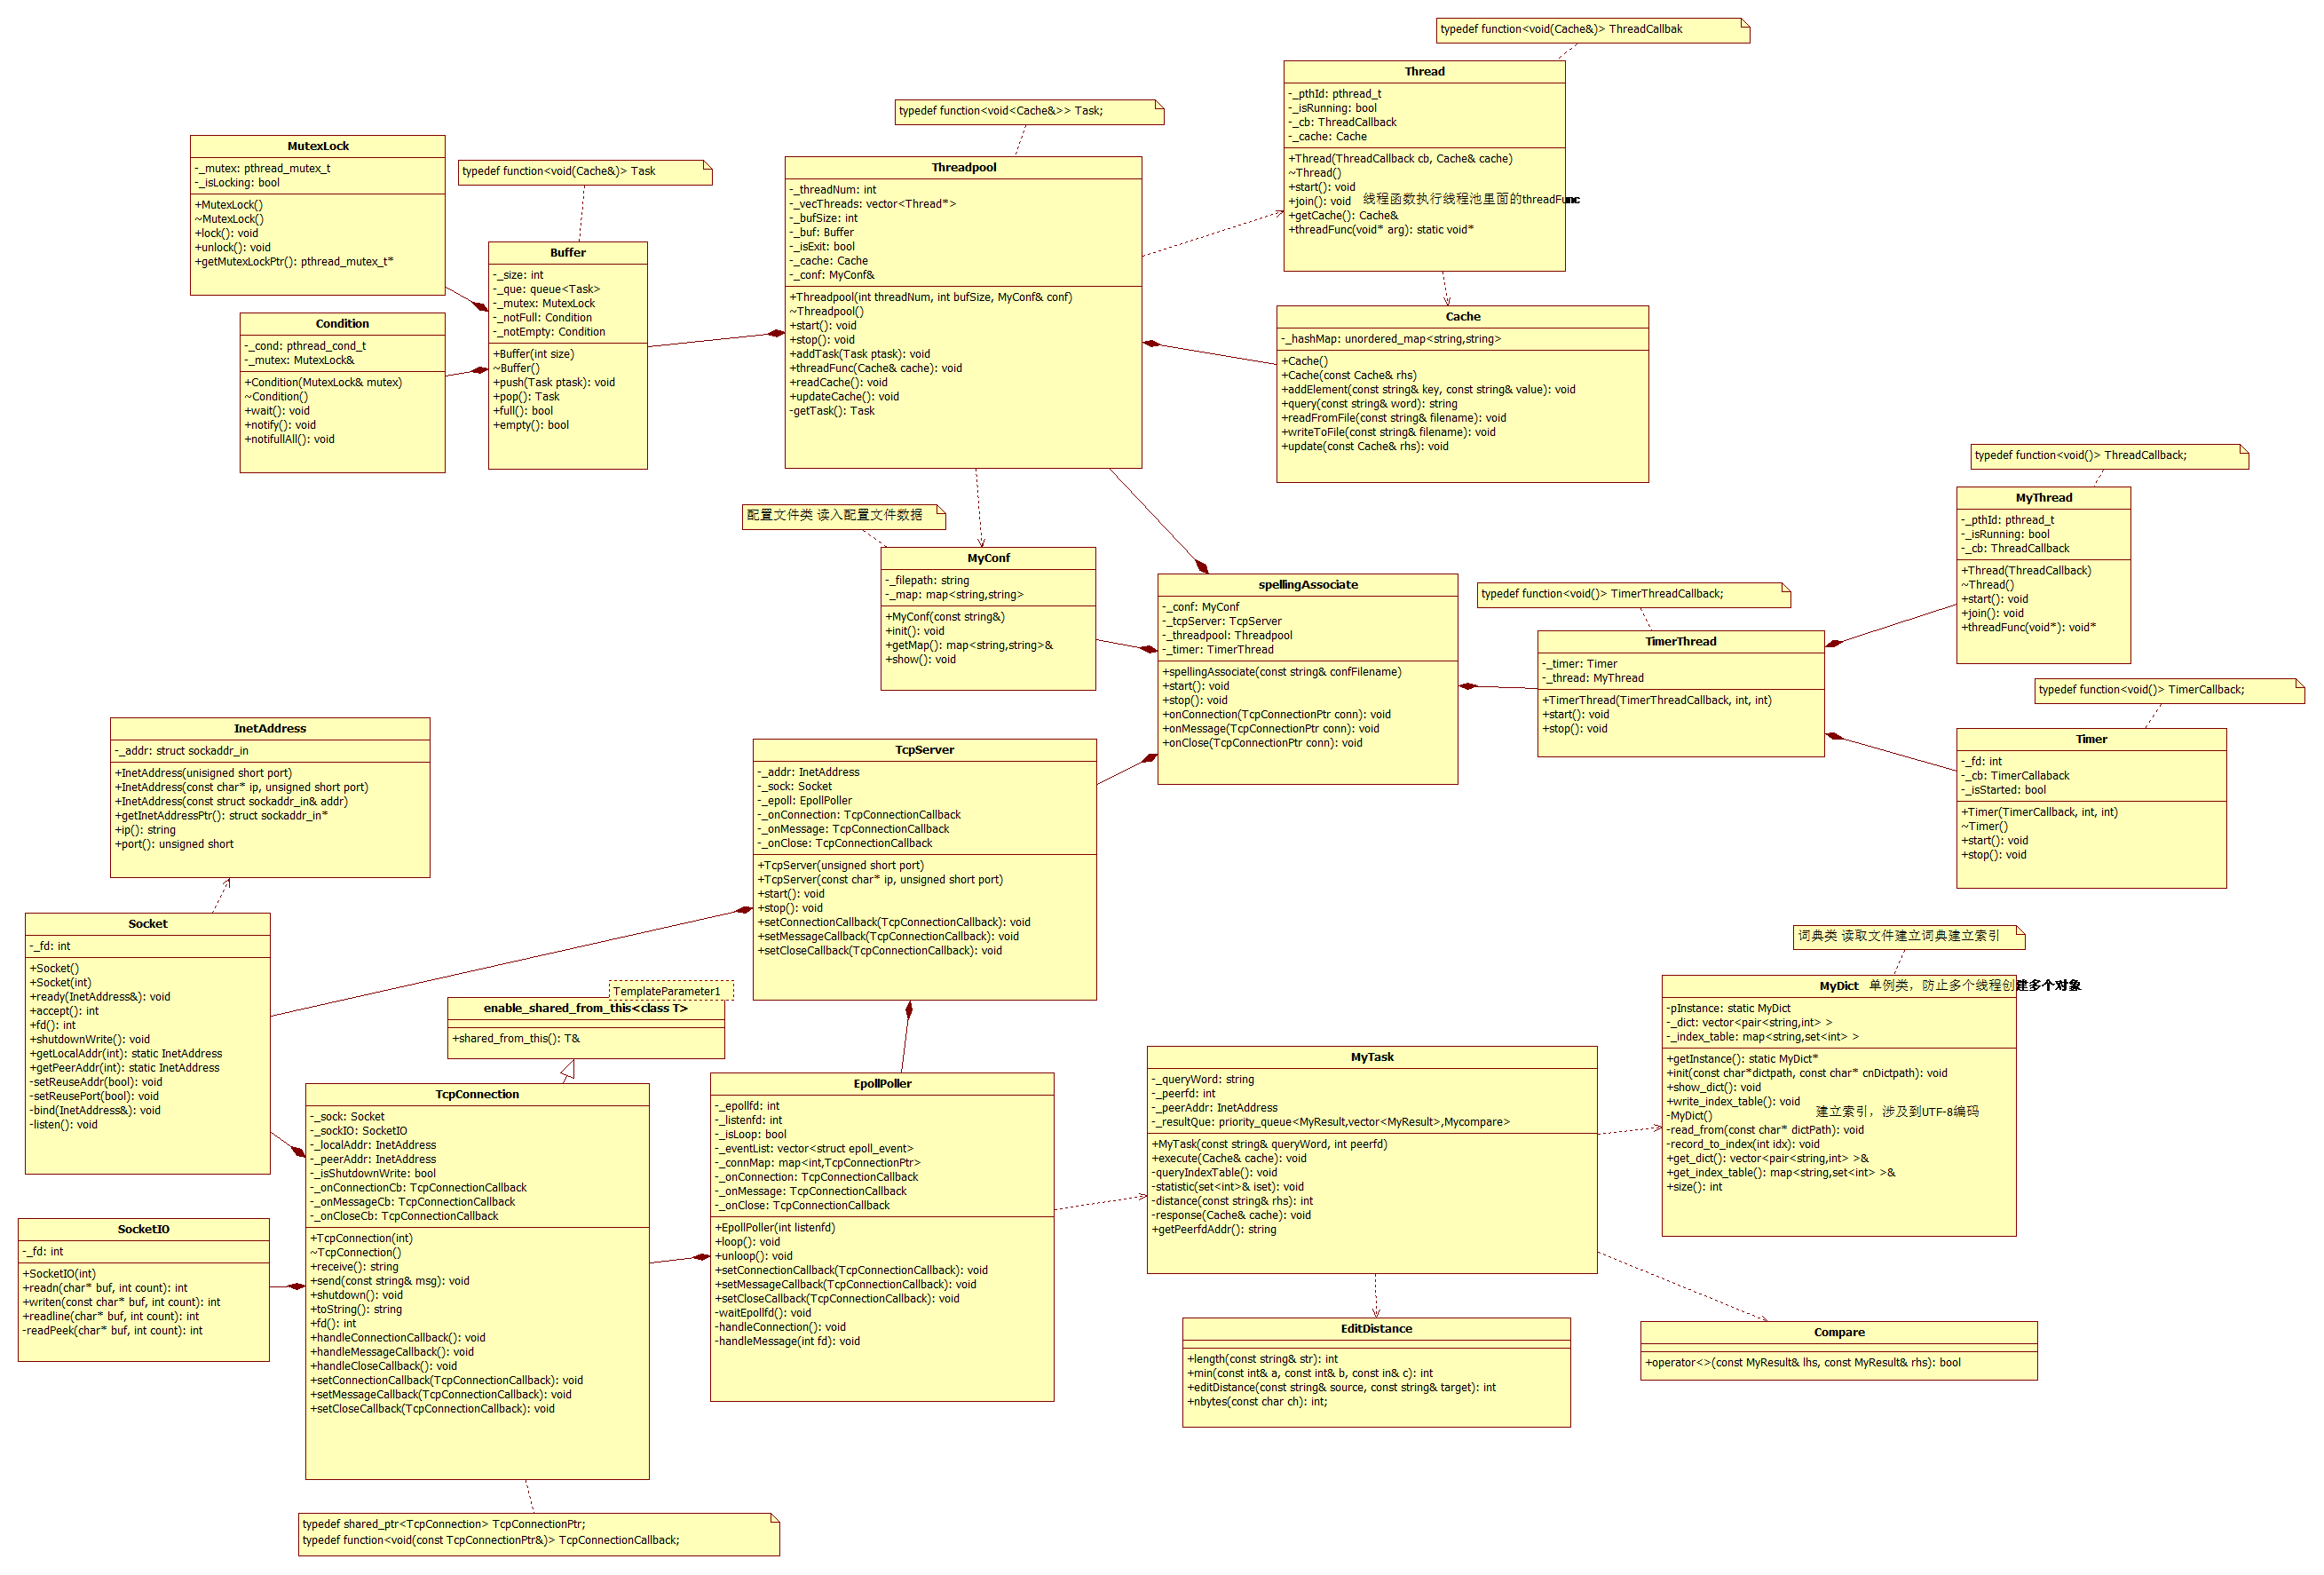 typedef function<void(Cache&)> ThreadCallbak
Thread
-_pthId: pthread_t
-_isRunning: bool
-_cb: ThreadCallback
-_cache: Cache
+Thread(ThreadCallback cb, Cache& cache)
~Thread()
+start(): void
+join(): void 线程函数执行线程池里面的threadFunc
+getCache(): Cache&
+threadFunc(void* arg): static void*
typedef function<void<Cache&>> Task;
Threadpool
-_threadNum: int
-_vecThreads: vector<Thread*>
-_bufSize: int
-_buf: Buffer
-_isExit: bool
-_cache: Cache
-_conf: MyConf&
+Threadpool(int threadNum, int bufSize, MyConf& conf)
~Threadpool()
+start(): void
+stop(): void
+addTask(Task ptask): void
+threadFunc(Cache& cache): void
+readCache(): void
+updateCache(): void
-getTask(): Task
MutexLock
-_mutex: pthread_mutex_t
-_isLocking: bool
+MutexLock()
~MutexLock()
+lock(): void
+unlock(): void
+getMutexLockPtr(): pthread_mutex_t*
typedef function<void(Cache&)> Task
Buffer
-_size: int
-_que: queue<Task>
-_mutex: MutexLock
-_notFull: Condition
-_notEmpty: Condition
+Buffer(int size)
~Buffer()
+push(Task ptask): void
+pop(): Task
+full(): bool
+empty(): bool
Condition
-_cond: pthread_cond_t
-_mutex: MutexLock&
+Condition(MutexLock& mutex)
~Condition()
+wait(): void
+notify(): void
+notifullAll(): void
Cache
-_hashMap: unordered_map<string,string>
+Cache()
+Cache(const Cache& rhs)
+addElement(const string& key, const string& value): void
+query(const string& word): string
+readFromFile(const string& filename): void
+writeToFile(const string& filename): void
+update(const Cache& rhs): void
typedef function<void()> ThreadCallback;
MyThread
-_pthId: pthread_t
-_isRunning: bool
-_cb: ThreadCallback
+Thread(ThreadCallback)
~Thread()
+start(): void
+join(): void
+threadFunc(void*): void*
配置文件类 读入配置文件数据
MyConf
-_filepath: string
-_map: map<string,string>
+MyConf(const string&)
+init(): void
+getMap(): map<string,string>&
+show(): void
spellingAssociate
-_conf: MyConf
-_tcpServer: TcpServer
-_threadpool: Threadpool
-_timer: TimerThread
+spellingAssociate(const string& confFilename)
+start(): void
+stop(): void
+onConnection(TcpConnectionPtr conn): void
+onMessage(TcpConnectionPtr conn): void
+onClose(TcpConnectionPtr conn): void
typedef function<void()> TimerThreadCallback;
TimerThread
-_timer: Timer
-_thread: MyThread
+TimerThread(TimerThreadCallback, int, int)
+start(): void
+stop(): void
typedef function<void()> TimerCallback;
Timer
-_fd: int
-_cb: TimerCallaback
-_isStarted: bool
+Timer(TimerCallback, int, int)
~Timer()
+start(): void
+stop(): void
InetAddress
-_addr: struct sockaddr_in
+InetAddress(unisigned short port)
+InetAddress(const char* ip, unsigned short port)
+InetAddress(const struct sockaddr_in& addr)
+getInetAddressPtr(): struct sockaddr_in*
+ip(): string
+port(): unsigned short
TcpServer
-_addr: InetAddress
-_sock: Socket
-_epoll: EpollPoller
-_onConnection: TcpConnectionCallback
-_onMessage: TcpConnectionCallback
-_onClose: TcpConnectionCallback
+TcpServer(unsigned short port)
+TcpServer(const char* ip, unsigned short port)
+start(): void
+stop(): void
+setConnectionCallback(TcpConnectionCallback): void
+setMessageCallback(TcpConnectionCallback): void
+setCloseCallback(TcpConnectionCallback): void
Socket
-_fd: int
+Socket()
+Socket(int)
+ready(InetAddress&): void
+accept(): int
+fd(): int
+shutdownWrite(): void
+getLocalAddr(int): static InetAddress
+getPeerAddr(int): static InetAddress
-setReuseAddr(bool): void
-setReusePort(bool): void
-bind(InetAddress&): void
-listen(): void
TemplateParameter1
enable_shared_from_this<class T>
+shared_from_this(): T&
TcpConnection
-_sock: Socket
-_sockIO: SocketIO
-_localAddr: InetAddress
-_peerAddr: InetAddress
-_isShutdownWrite: bool
-_onConnectionCb: TcpConnectionCallback
-_onMessageCb: TcpConnectionCallback
-_onCloseCb: TcpConnectionCallback
+TcpConnection(int)
~TcpConnection()
+receive(): string
+send(const string& msg): void
+shutdown(): void
+toString(): string
+fd(): int
+handleConnectionCallback(): void
+handleMessageCallback(): void
+handleCloseCallback(): void
+setConnectionCallback(TcpConnectionCallback): void
+setMessageCallback(TcpConnectionCallback): void
+setCloseCallback(TcpConnectionCallback): void
SocketIO
-_fd: int
+SocketIO(int)
+readn(char* buf, int count): int
+writen(const char* buf, int count): int
+readline(char* buf, int count): int
-readPeek(char* buf, int count): int
EpollPoller
-_epollfd: int
-_listenfd: int
-_isLoop: bool
-_eventList: vector<struct epoll_event>
-_connMap: map<int,TcpConnectionPtr>
-_onConnection: TcpConnectionCallback
-_onMessage: TcpConnectionCallback
-_onClose: TcpConnectionCallback
+EpollPoller(int listenfd)
+loop(): void
+unloop(): void
+setConnectionCallback(TcpConnectionCallback): void
+setMessageCallback(TcpConnectionCallback): void
+setCloseCallback(TcpConnectionCallback): void
-waitEpollfd(): void
-handleConnection(): void
-handleMessage(int fd): void
MyTask
-_queryWord: string
-_peerfd: int
-_peerAddr: InetAddress
-_resultQue: priority_queue<MyResult,vector<MyResult>,Mycompare>
+MyTask(const string& queryWord, int peerfd)
+execute(Cache& cache): void
-queryIndexTable(): void
-statistic(set<int>& iset): void
-distance(const string& rhs): int
-response(Cache& cache): void
+getPeerfdAddr(): string
词典类 读取文件建立词典建立索引
MyDict 单例类，防止多个线程创建多个对象
-pInstance: static MyDict
-_dict: vector<pair<string,int> >
-_index_table: map<string,set<int> >
+getInstance(): static MyDict*
+init(const char*dictpath, const char* cnDictpath): void
+show_dict(): void
+write_index_table(): void
-MyDict() 建立索引，涉及到UTF-8编码
-read_from(const char* dictPath): void
-record_to_index(int idx): void
+get_dict(): vector<pair<string,int> >&
+get_index_table(): map<string,set<int> >&
+size(): int
EditDistance
+length(const string& str): int
+min(const int& a, const int& b, const in& c): int
+editDistance(const string& source, const string& target): int
+nbytes(const char ch): int;
Compare
+operator<>(const MyResult& lhs, const MyResult& rhs): bool
typedef shared_ptr<TcpConnection> TcpConnectionPtr;
typedef function<void(const TcpConnectionPtr&)> TcpConnectionCallback;